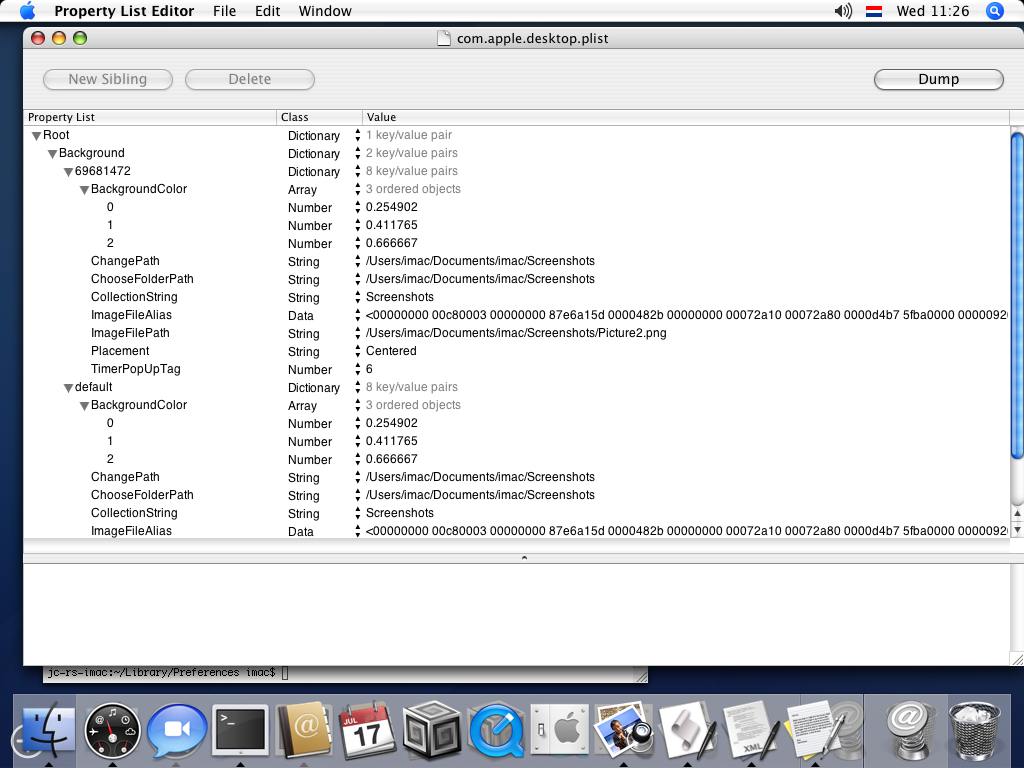 Property List Editor File Edit Window Wed 11:26
com.apple.desktop.plist
New Sibling Delete Dump
Property List Class Value
Root Dictionary 1 key/value pair
Background Dictionary 2 key/value pairs
69681472 Dictionary 8 key/value pairs
BackgroundColor Array 3 ordered objects
0 Number 0.254902
1 Number 0.411765
2 Number 0.666667
ChangePath String /Users/imac/Documents/imac/Screenshots
ChooseFolderPath String /Users/imac/Documents/imac/Screenshots
CollectionString String Screenshots
ImageFileAlias Data <00000000 00c80003 00000000 87e6a15d 0000482b 00000000 00072a10 00072a80 0000d4b7 5fba0000 0000092
ImageFilePath String /Users/imac/Documents/imac/Screenshots/Picture2.png
Placement String Centered
TimerPopUpTag Number 6
default Dictionary 8 key/value pairs
BackgroundColor Array 3 ordered objects
0 Number 0.254902
1 Number 0.411765
2 Number 0.666667
ChangePath String /Users/imac/Documents/imac/Screenshots
ChooseFolderPath String /Users/imac/Documents/imac/Screenshots
CollectionString String Screenshots
ImageFileAlias Data <00000000 00c80003 00000000 87e6a15d 0000482b 00000000 00072a10 00072a80 0000d4b7 5fba0000 0000092
jc-rs-imac:~/Library/Preferences imac$
JUL
17
XML